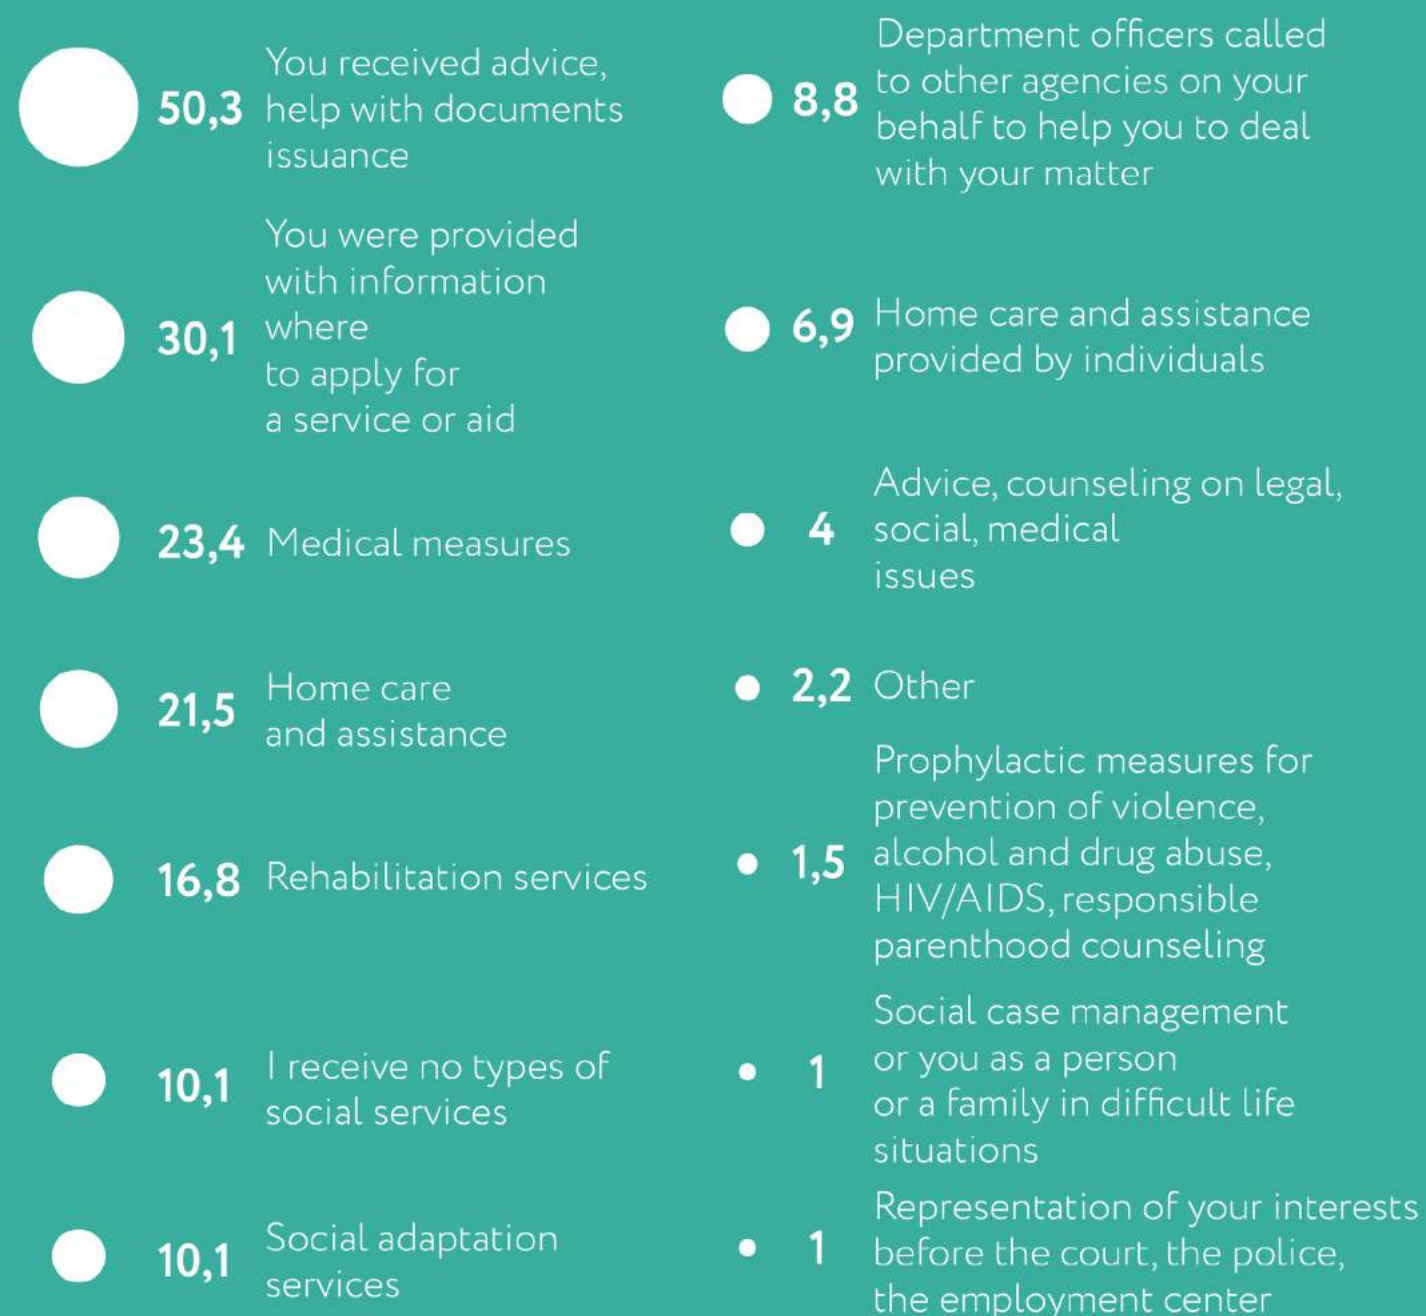 50,3
You received advice,
help with documents
issuance
30,1
You were provided
with information
where
to apply for
a service or aid
23,4
Medical measures
21,5
Home care
and assistance
16,8
Rehabilitation services
10,1
I receive no types of
social services
10,1
Social adaptation
services
8,8
Department officers called
to other agencies on your
behalf to help you to deal
with your matter
6,9
Home care and assistance
provided by individuals
4
Advice, counseling on legal,
social, medical
issues
2,2
Other
1,5
Prophylactic measures for
prevention of violence,
alcohol and drug abuse,
HIV/AIDS, responsible
parenthood counseling
1
Social case management
or you as a person
or a family in difficult life
situations
1
Representation of your interests
before the court, the police,
the employment center